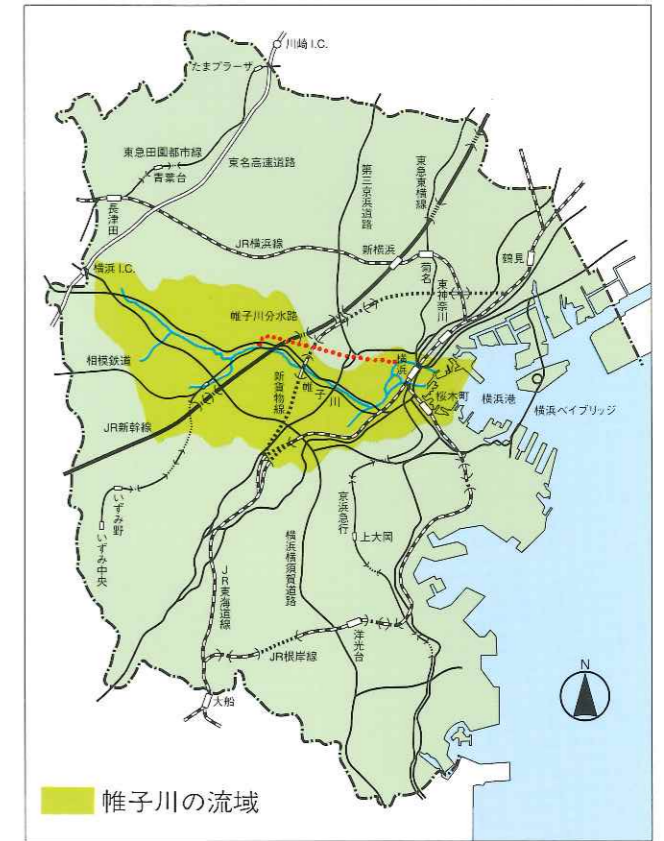 川崎 I.C.
たまプラーザ
東急田園都市線
青葉台
東名高速道路
第三京浜道路
東急東横線
長津田
JR横浜線
新横浜
菊名
鶴見
東神奈川
横浜 I.C.
帷子川分水路
相模鉄道
新貨物線
帷子川
横浜
桜木町
横浜港
横浜ベイブリッジ
JR新幹線
いずみ野
いずみ中央
京浜急行
上大岡
横浜横須賀道路
JR東海道線
洋光台
JR根岸線
大船
N
帷子川の流域